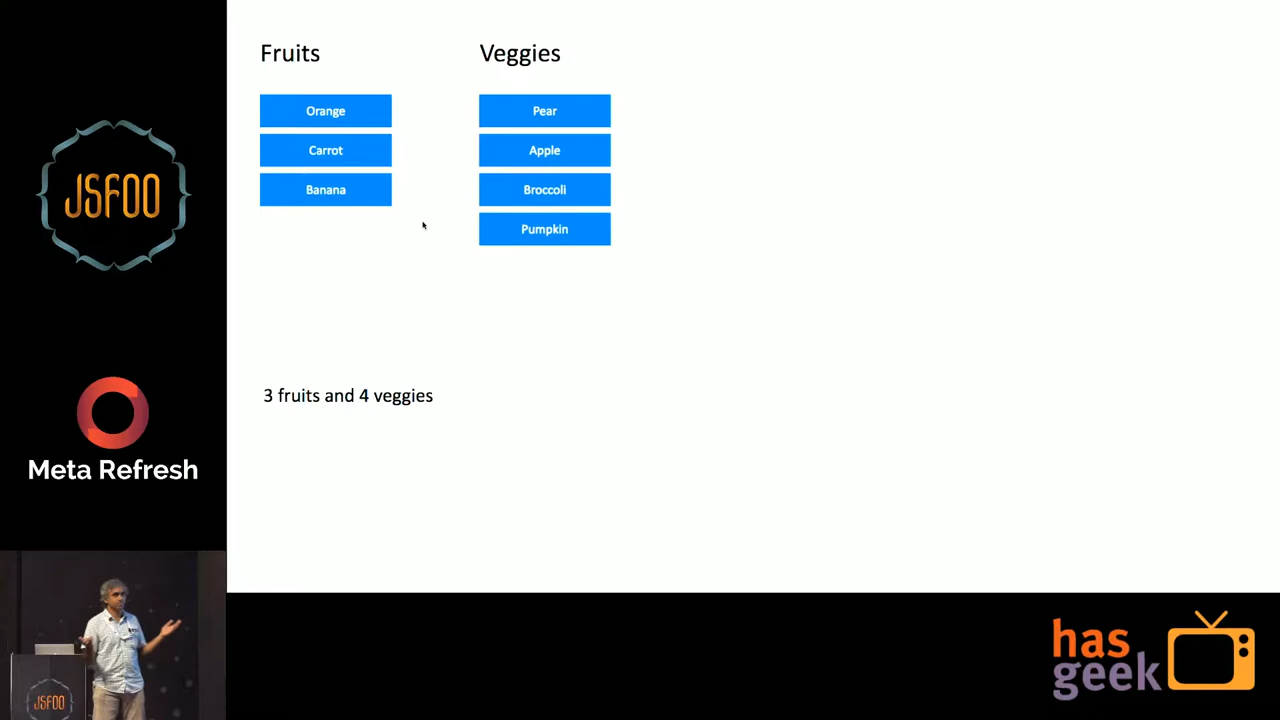 JSFOO
Meta Refresh
Fruits
Orange
Carrot
Banana
Veggies
Pear
Apple
Broccoli
Pumpkin
3 fruits and 4 veggies
JSFOO
has
geek